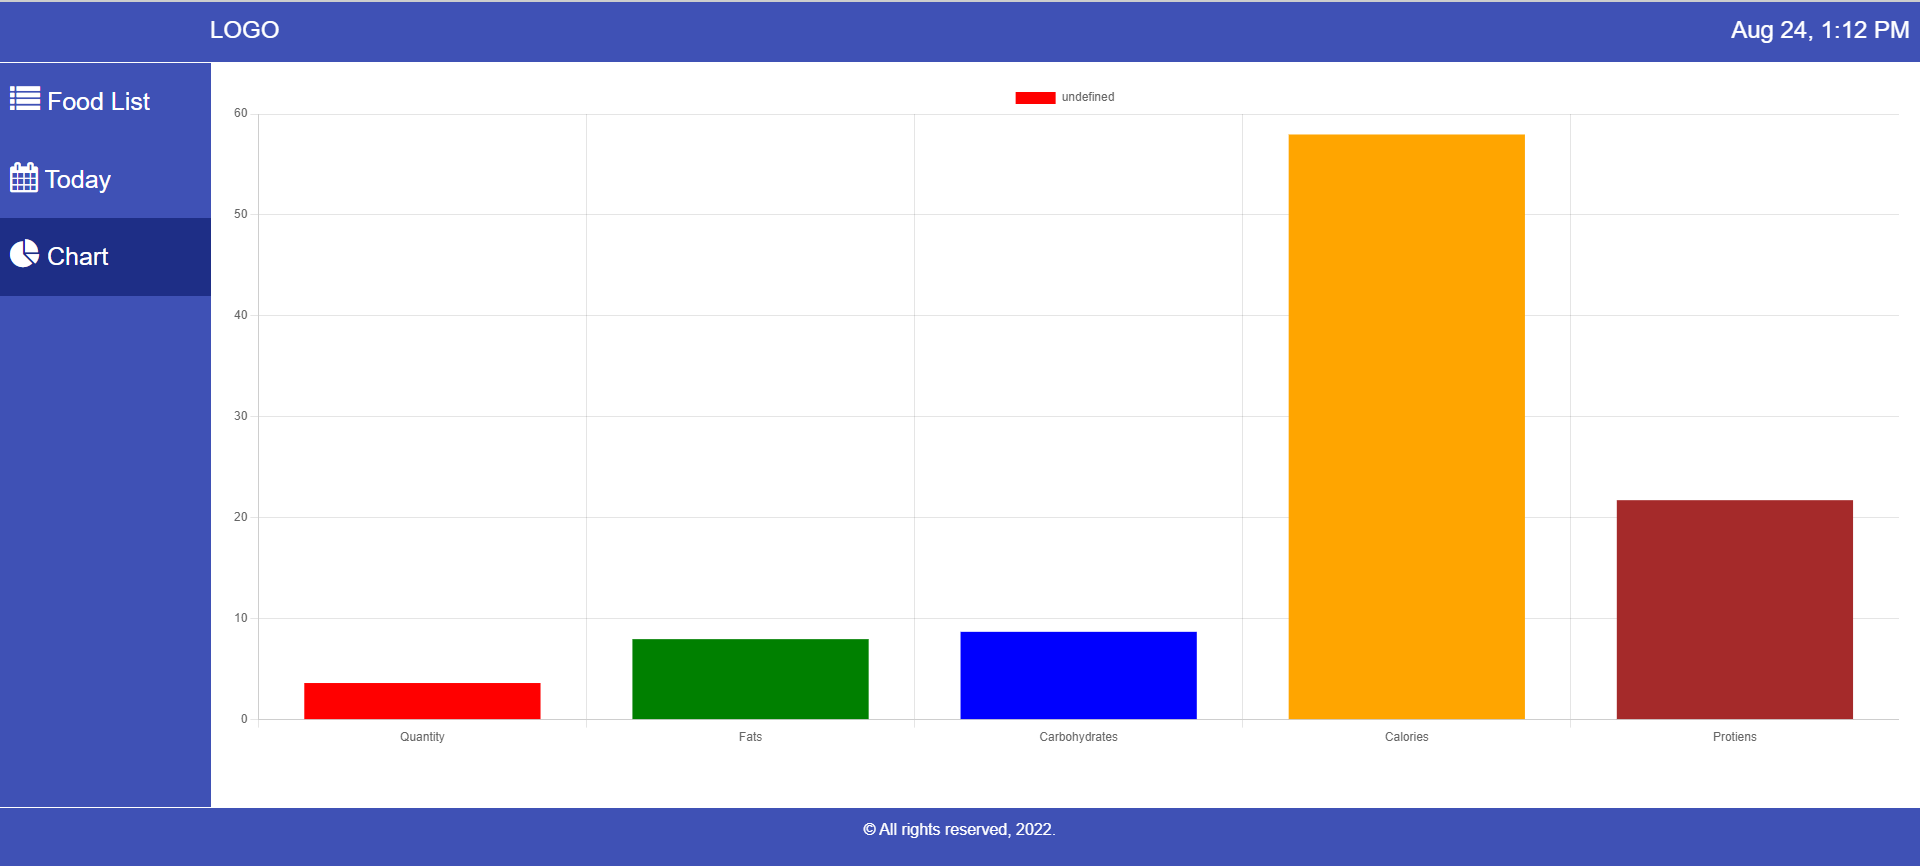 LOGO
Aug 24, 1:12 PM
Food List
Today
Chart
undefined
60
50
40
30
20
10
0
Quantity
Fats
Carbohydrates
Calories
Protiens
© All rights reserved, 2022.